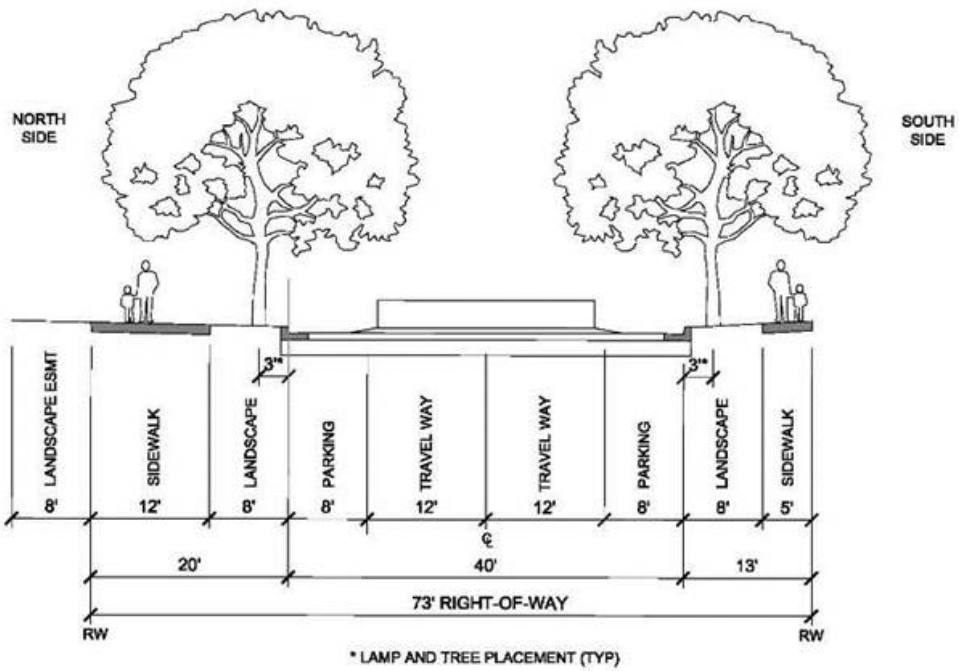 NORTH
SIDE
SOUTH
SIDE
3'*
3'*
8' LANDSCAPE ESMT
12' SIDEWALK
8' LANDSCAPE
8' PARKING
12' TRAVEL WAY
12' TRAVEL WAY
8' PARKING
8' LANDSCAPE
5' SIDEWALK
℄
20'
40'
13'
73' RIGHT-OF-WAY
RW
RW
* LAMP AND TREE PLACEMENT (TYP)